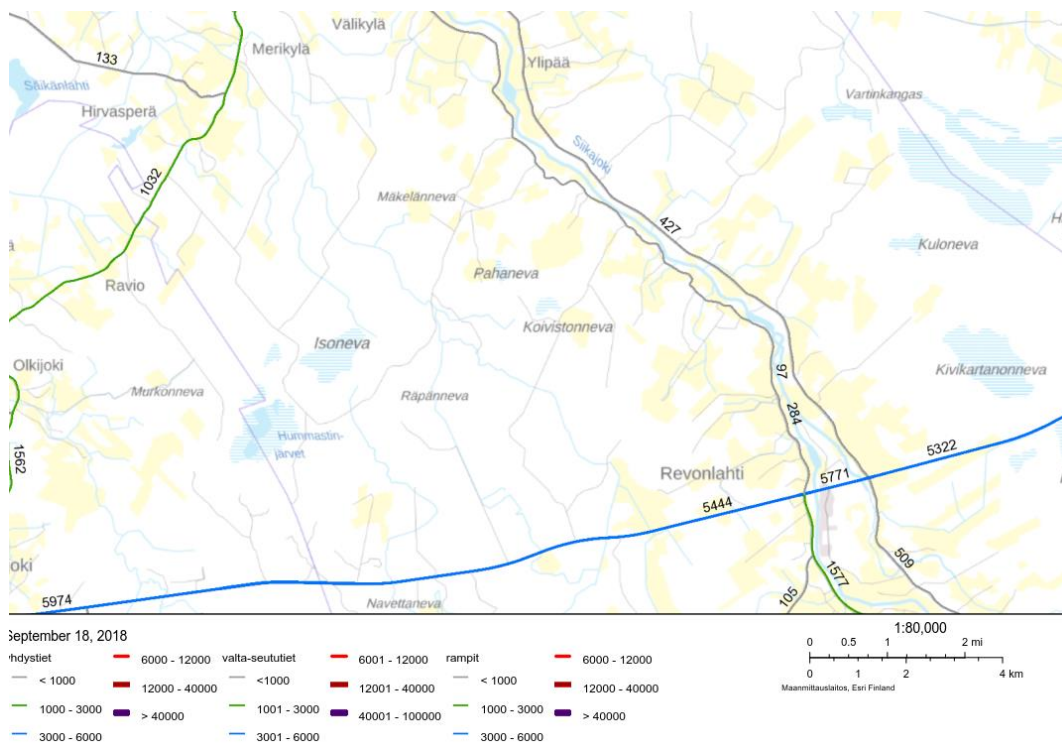 Välikylä
133
Merikylä
Ylipää
Säikänlahti
Vartinkangas
Hirvasperä
Siikajoki
1032
Mäkelänneva
427
Kuloneva
Pahaneva
Ravio
Koivistonneva
Isoneva
Olkijoki
97
Kivikartanonneva
Murkonneva
Räpänneva
284
Hummastin-
järvet
1562
5322
Revonlahti
5771
5444
509
oki
1577
5974
Navettaneva
105
September 18, 2018
1:80,000
yhdystiet
6000 - 12000
valta-seututiet
6001 - 12000
rampit
6000 - 12000
0 0.5 1 2 mi
< 1000
12000 - 40000
<1000
12001 - 40000
< 1000
12000 - 40000
0 1 2 4 km
1000 - 3000
> 40000
1001 - 3000
40001 - 100000
1000 - 3000
> 40000
Maanmittauslaitos, Esri Finland
3000 - 6000
3001 - 6000
3000 - 6000